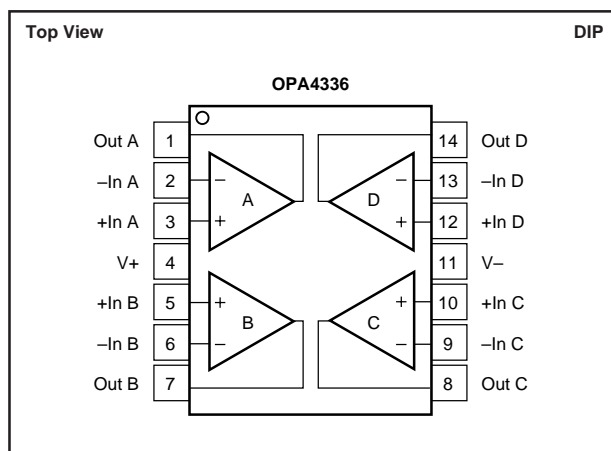 Top View DIP
OPA4336
Out A 1 14 Out D
–In A 2 – – 13 –In D
A D
+In A 3 + + 12 +In D
V+ 4 11 V–
+In B 5 + + 10 +In C
B C
–In B 6 – – 9 –In C
Out B 7 8 Out C